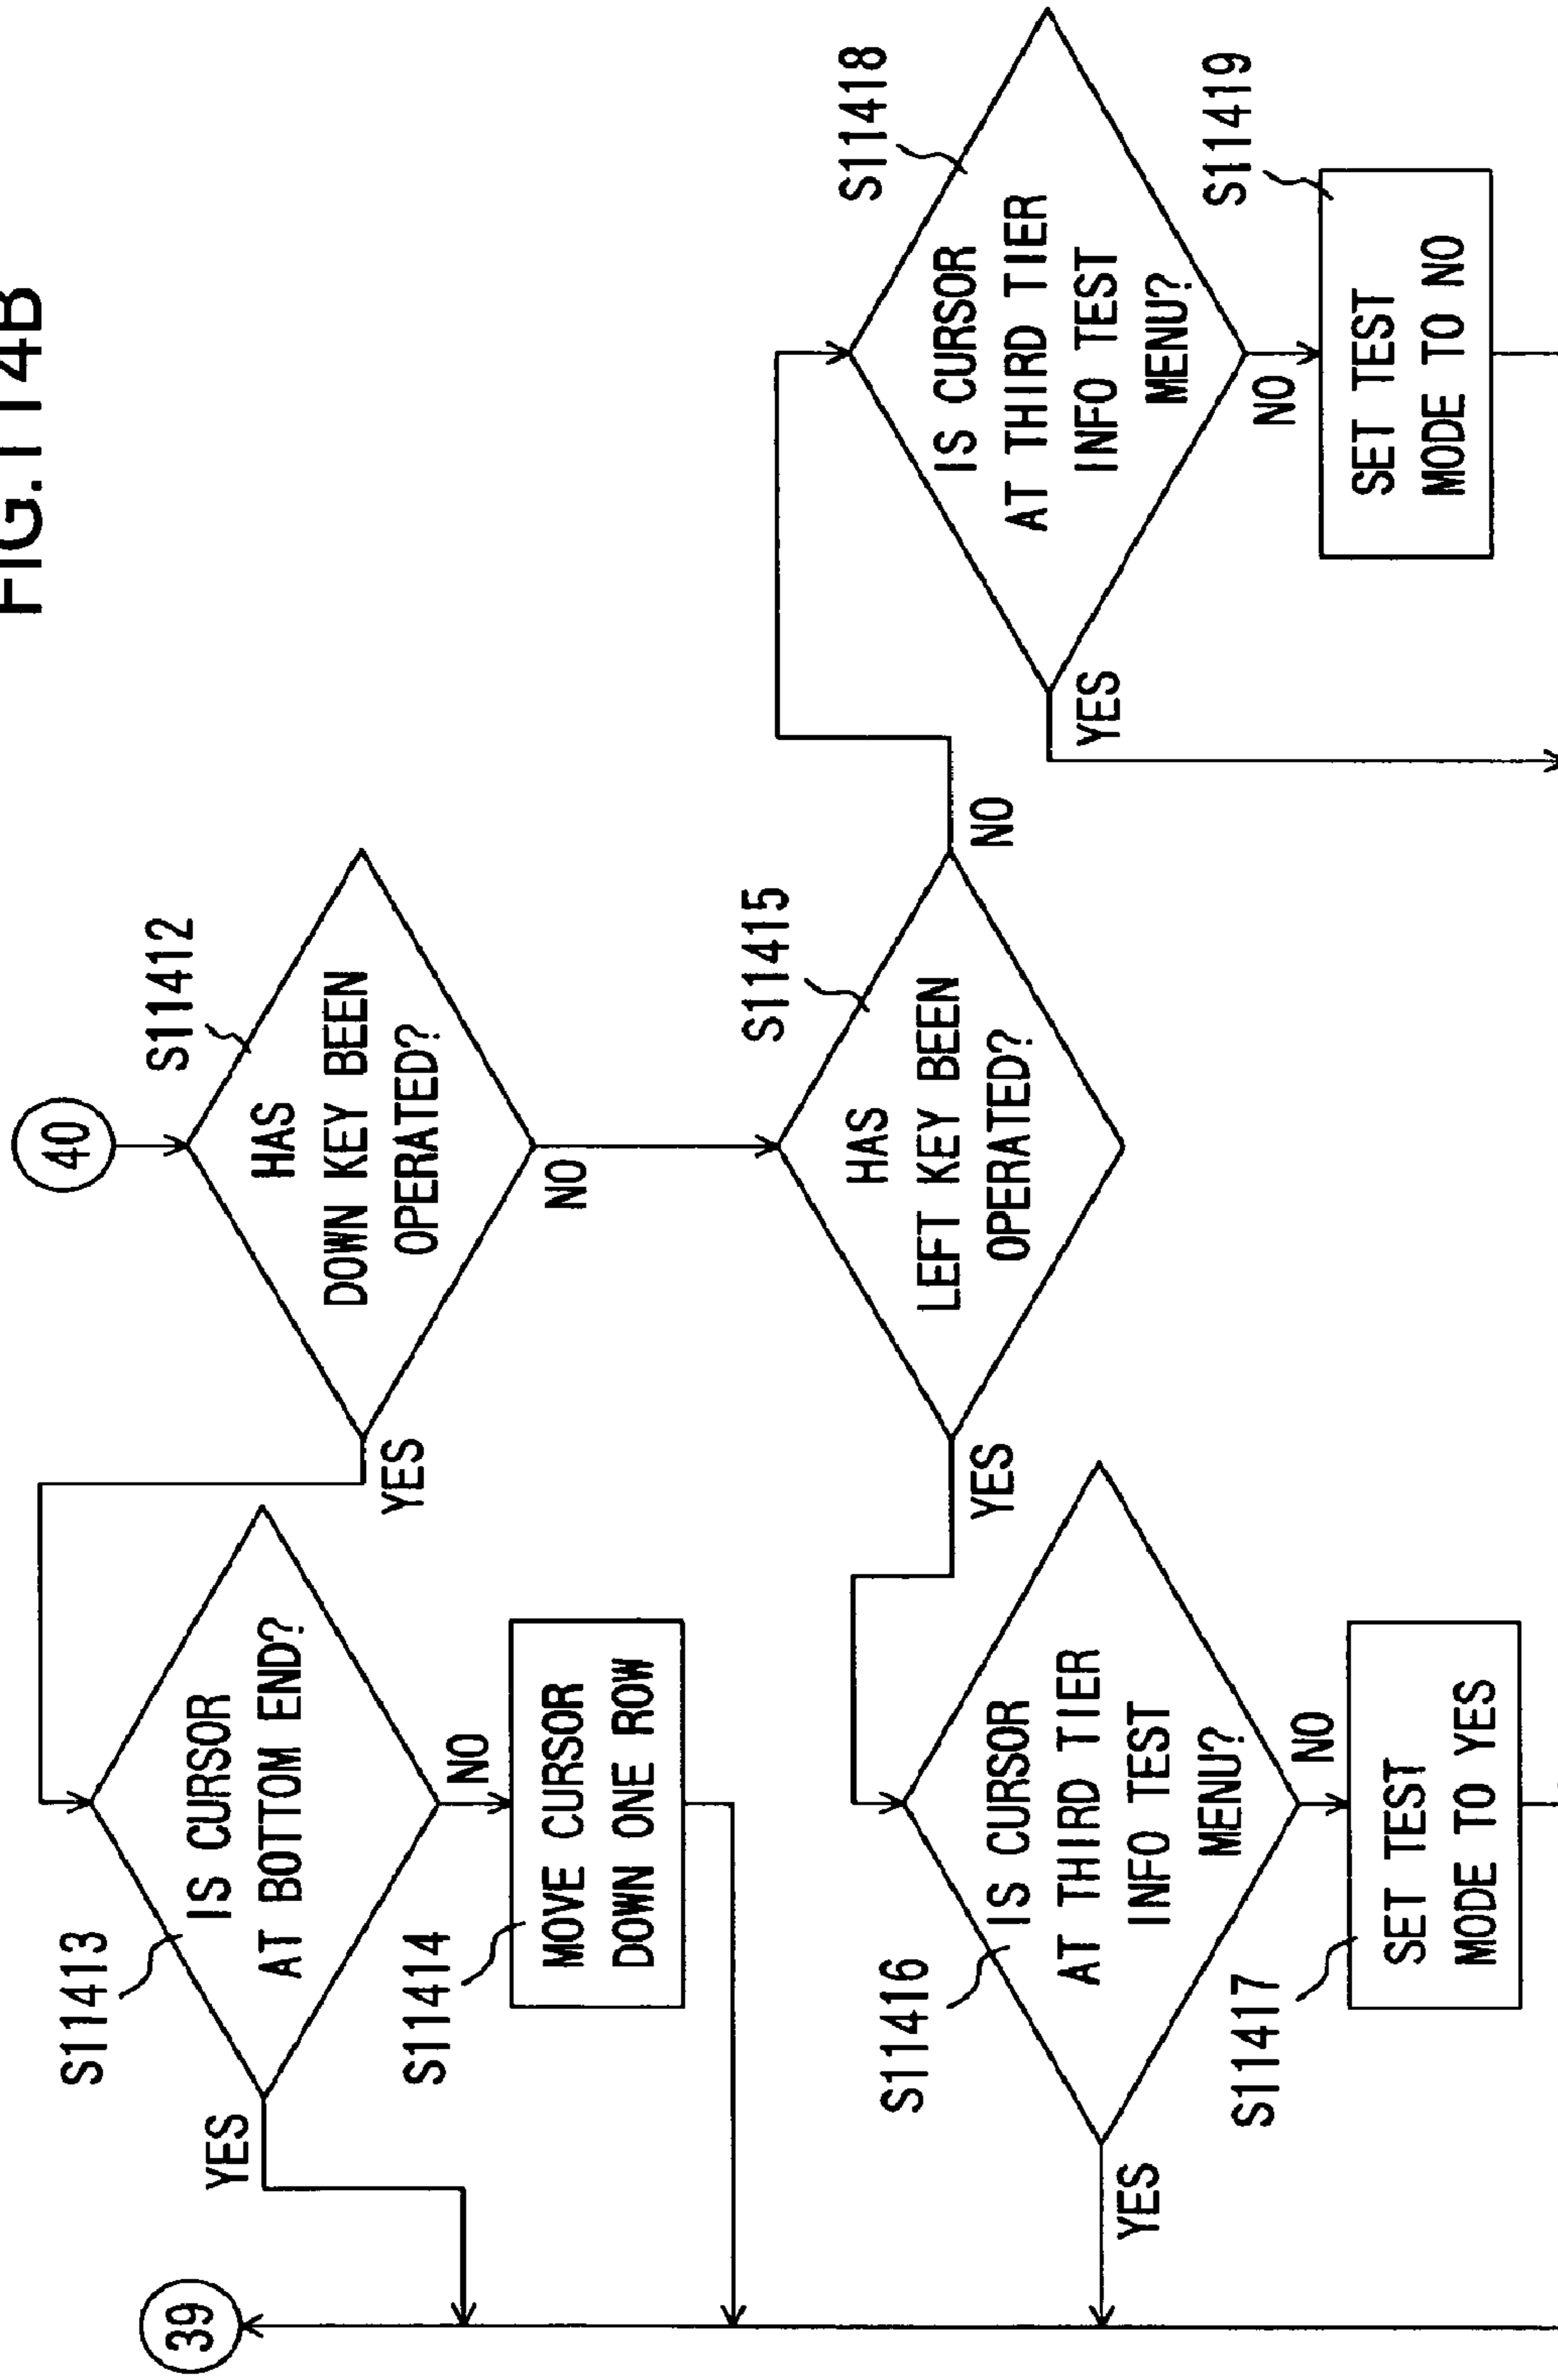 FIG. 114B
40
S11412
HAS
DOWN KEY BEEN
OPERATED?
YES
NO
S11413
IS CURSOR
AT BOTTOM END?
YES
NO
S11414
MOVE CURSOR
DOWN ONE ROW
39
S11415
HAS
LEFT KEY BEEN
OPERATED?
YES
NO
S11416
IS CURSOR
AT THIRD TIER
INFO TEST
MENU?
YES
NO
S11417
SET TEST
MODE TO YES
S11418
IS CURSOR
AT THIRD TIER
INFO TEST
MENU?
YES
NO
S11419
SET TEST
MODE TO NO